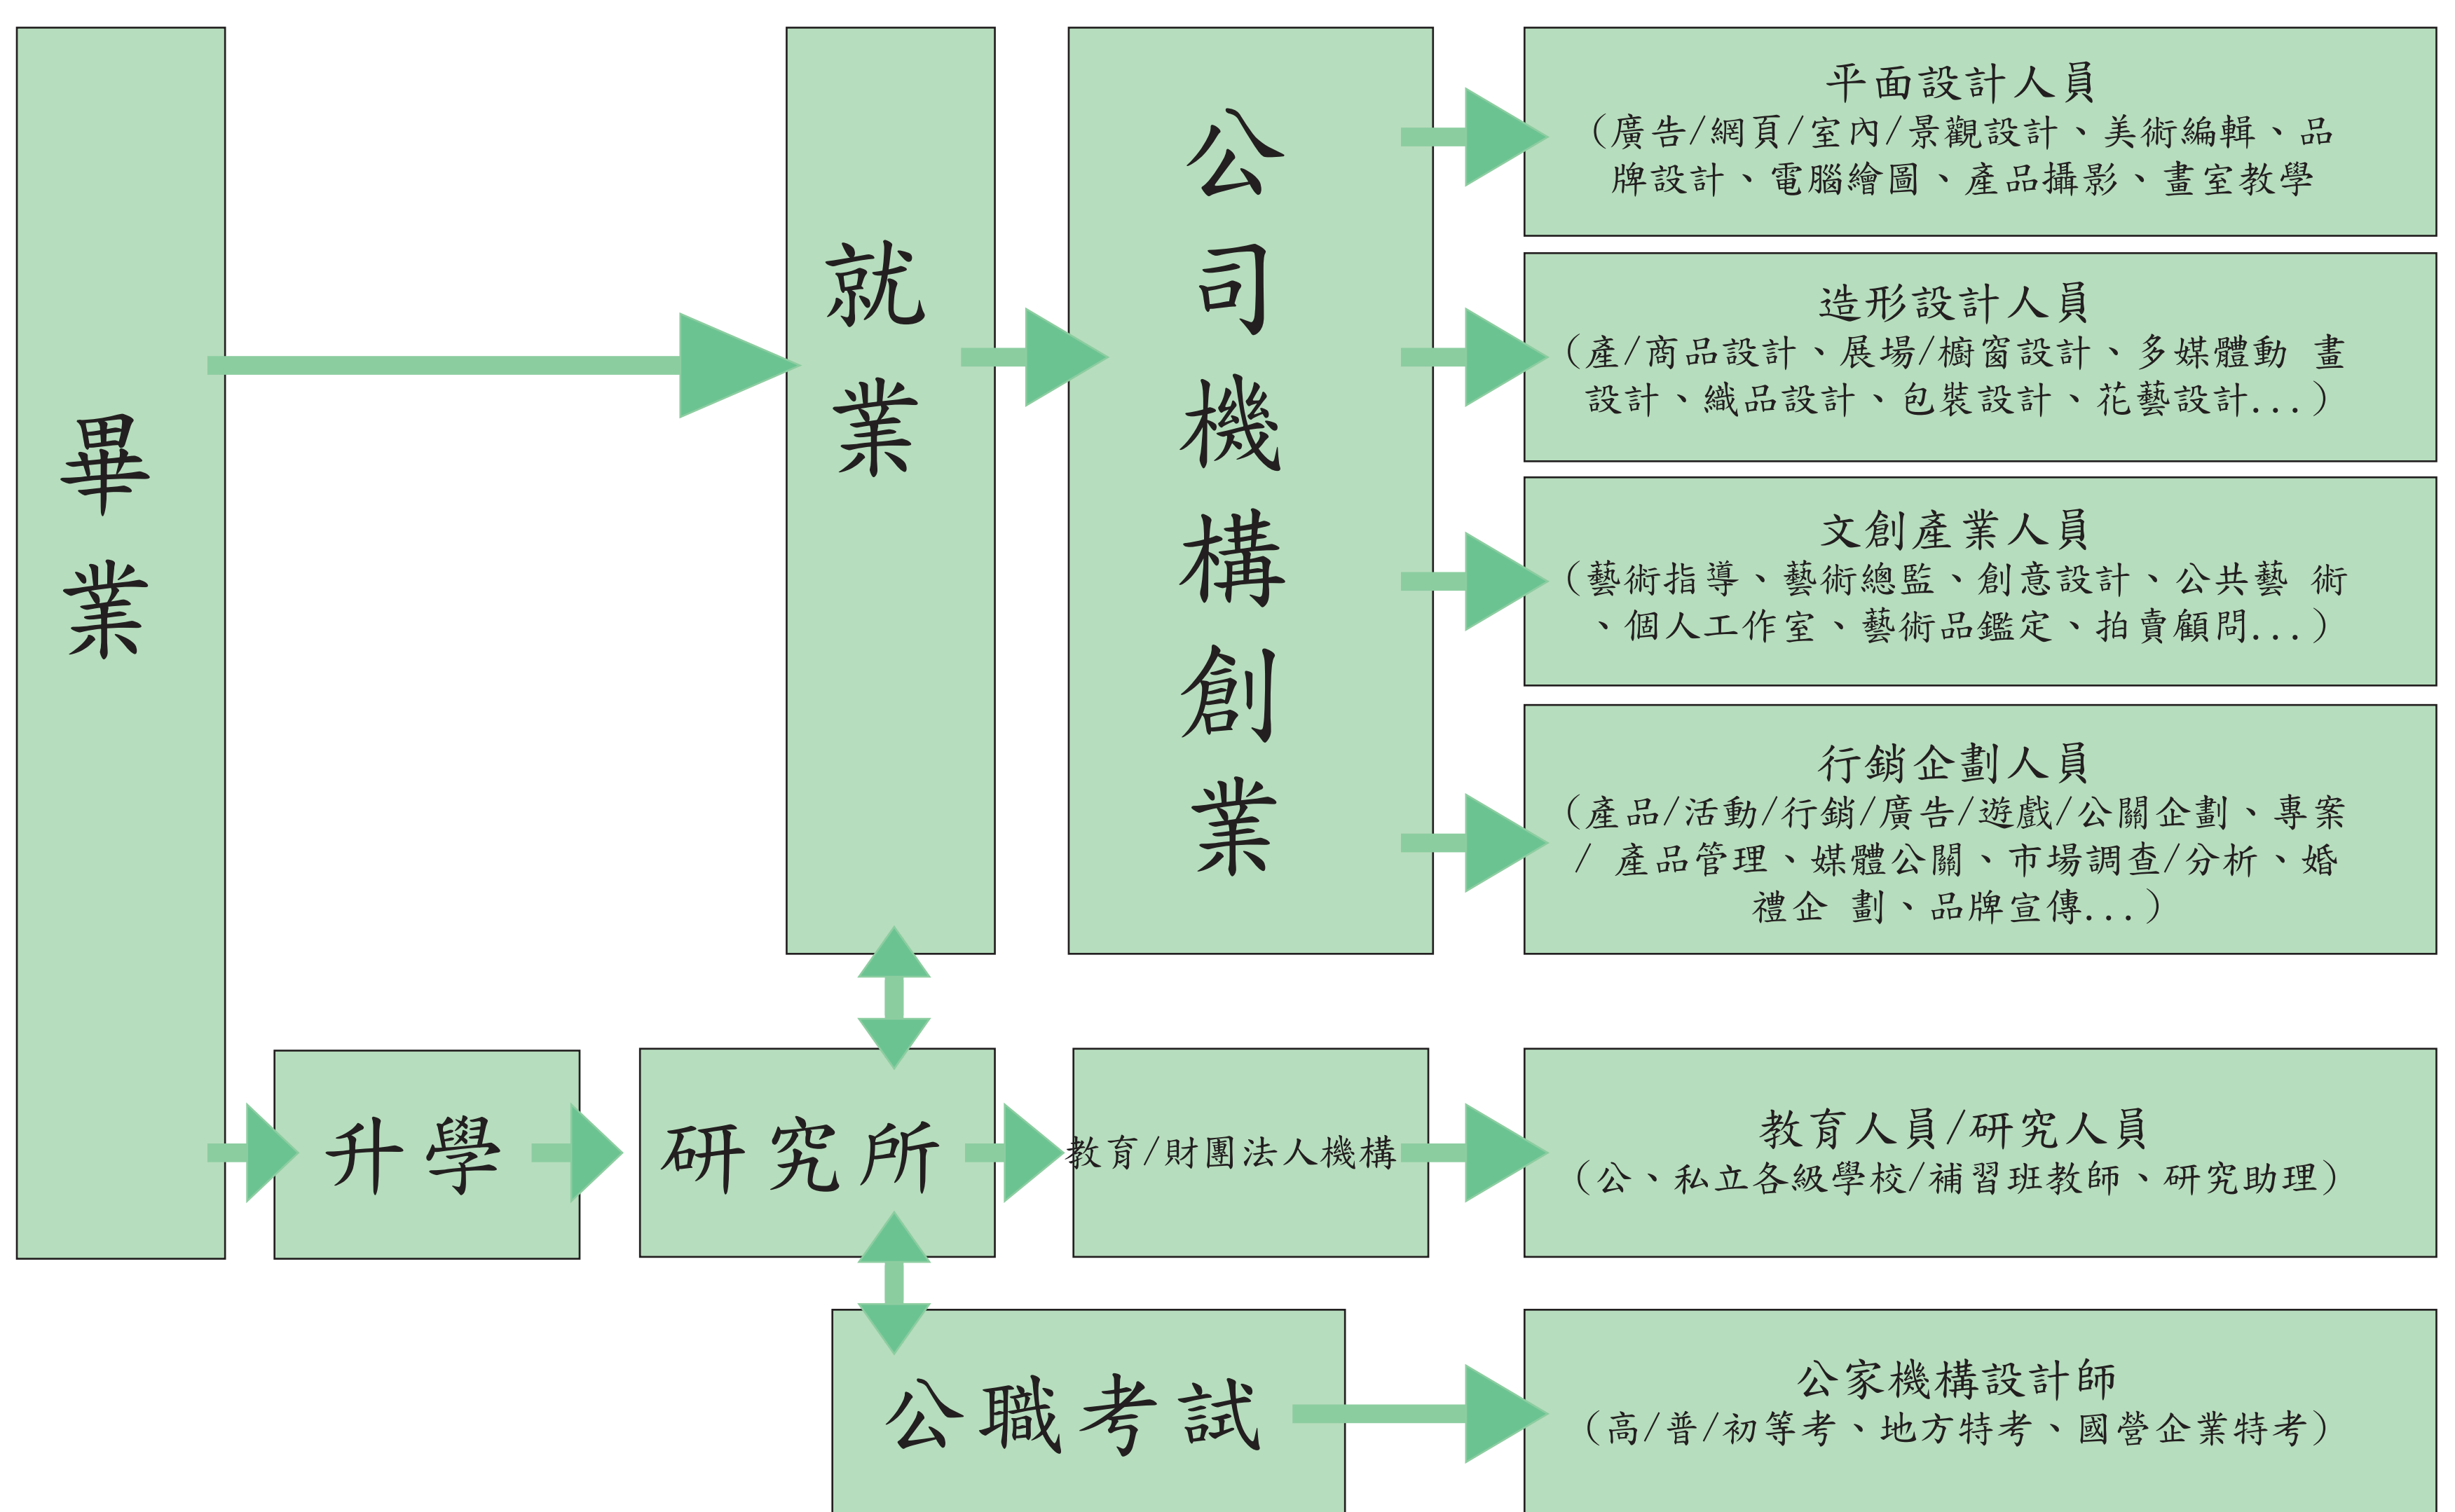 畢業
就業
公司機構創業
平面設計人員
（廣告/網頁/室內/景觀設計、美術編輯、品
牌設計、電腦繪圖、產品攝影、畫室教學
造形設計人員
（產/商品設計、展場/櫥窗設計、多媒體動 畫
設計、織品設計、包裝設計、花藝設計...）
文創產業人員
（藝術指導、藝術總監、創意設計、公共藝 術
、個人工作室、藝術品鑑定、拍賣顧問...）
行銷企劃人員
（產品/活動/行銷/廣告/遊戲/公關企劃、專案
/ 產品管理、媒體公關、市場調查/分析、婚
禮企 劃、品牌宣傳...）
升學
研究所
教育/財團法人機構
教育人員/研究人員
（公、私立各級學校/補習班教師、研究助理）
公職考試
公家機構設計師
（高/普/初等考、地方特考、國營企業特考）